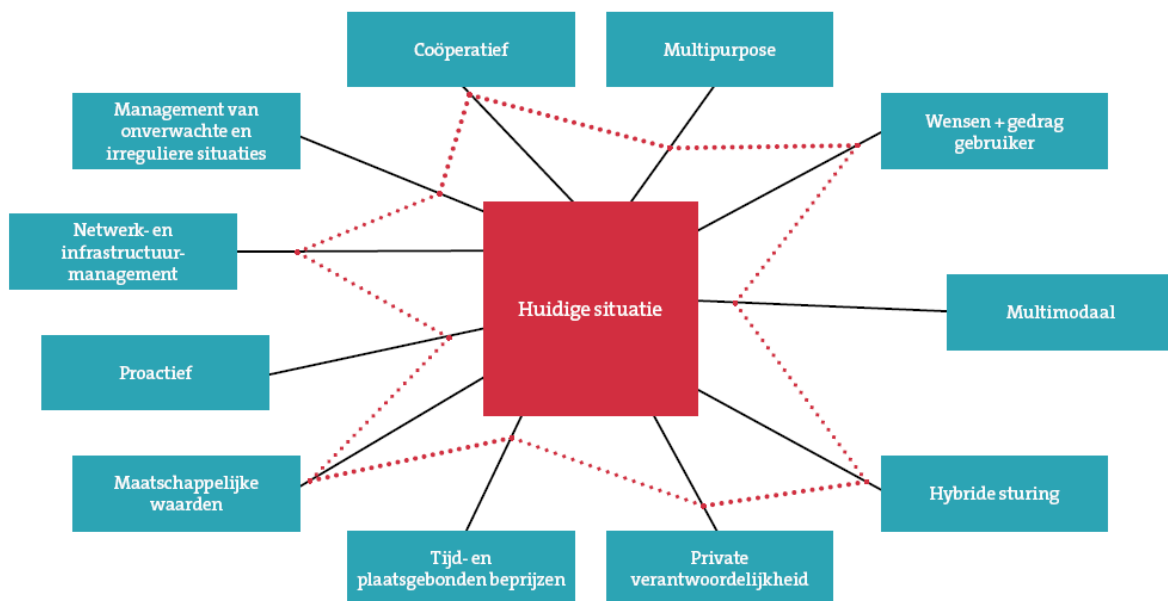 Coöperatief
Multipurpose
Management van
onverwachte en
irreguliere situaties
Wensen + gedrag
gebruiker
Netwerk- en
infrastructuur-
management
Huidige situatie
Multimodaal
Proactief
Maatschappelijke
waarden
Hybride sturing
Tijd- en
plaatsgebonden beprijzen
Private
verantwoordelijkheid